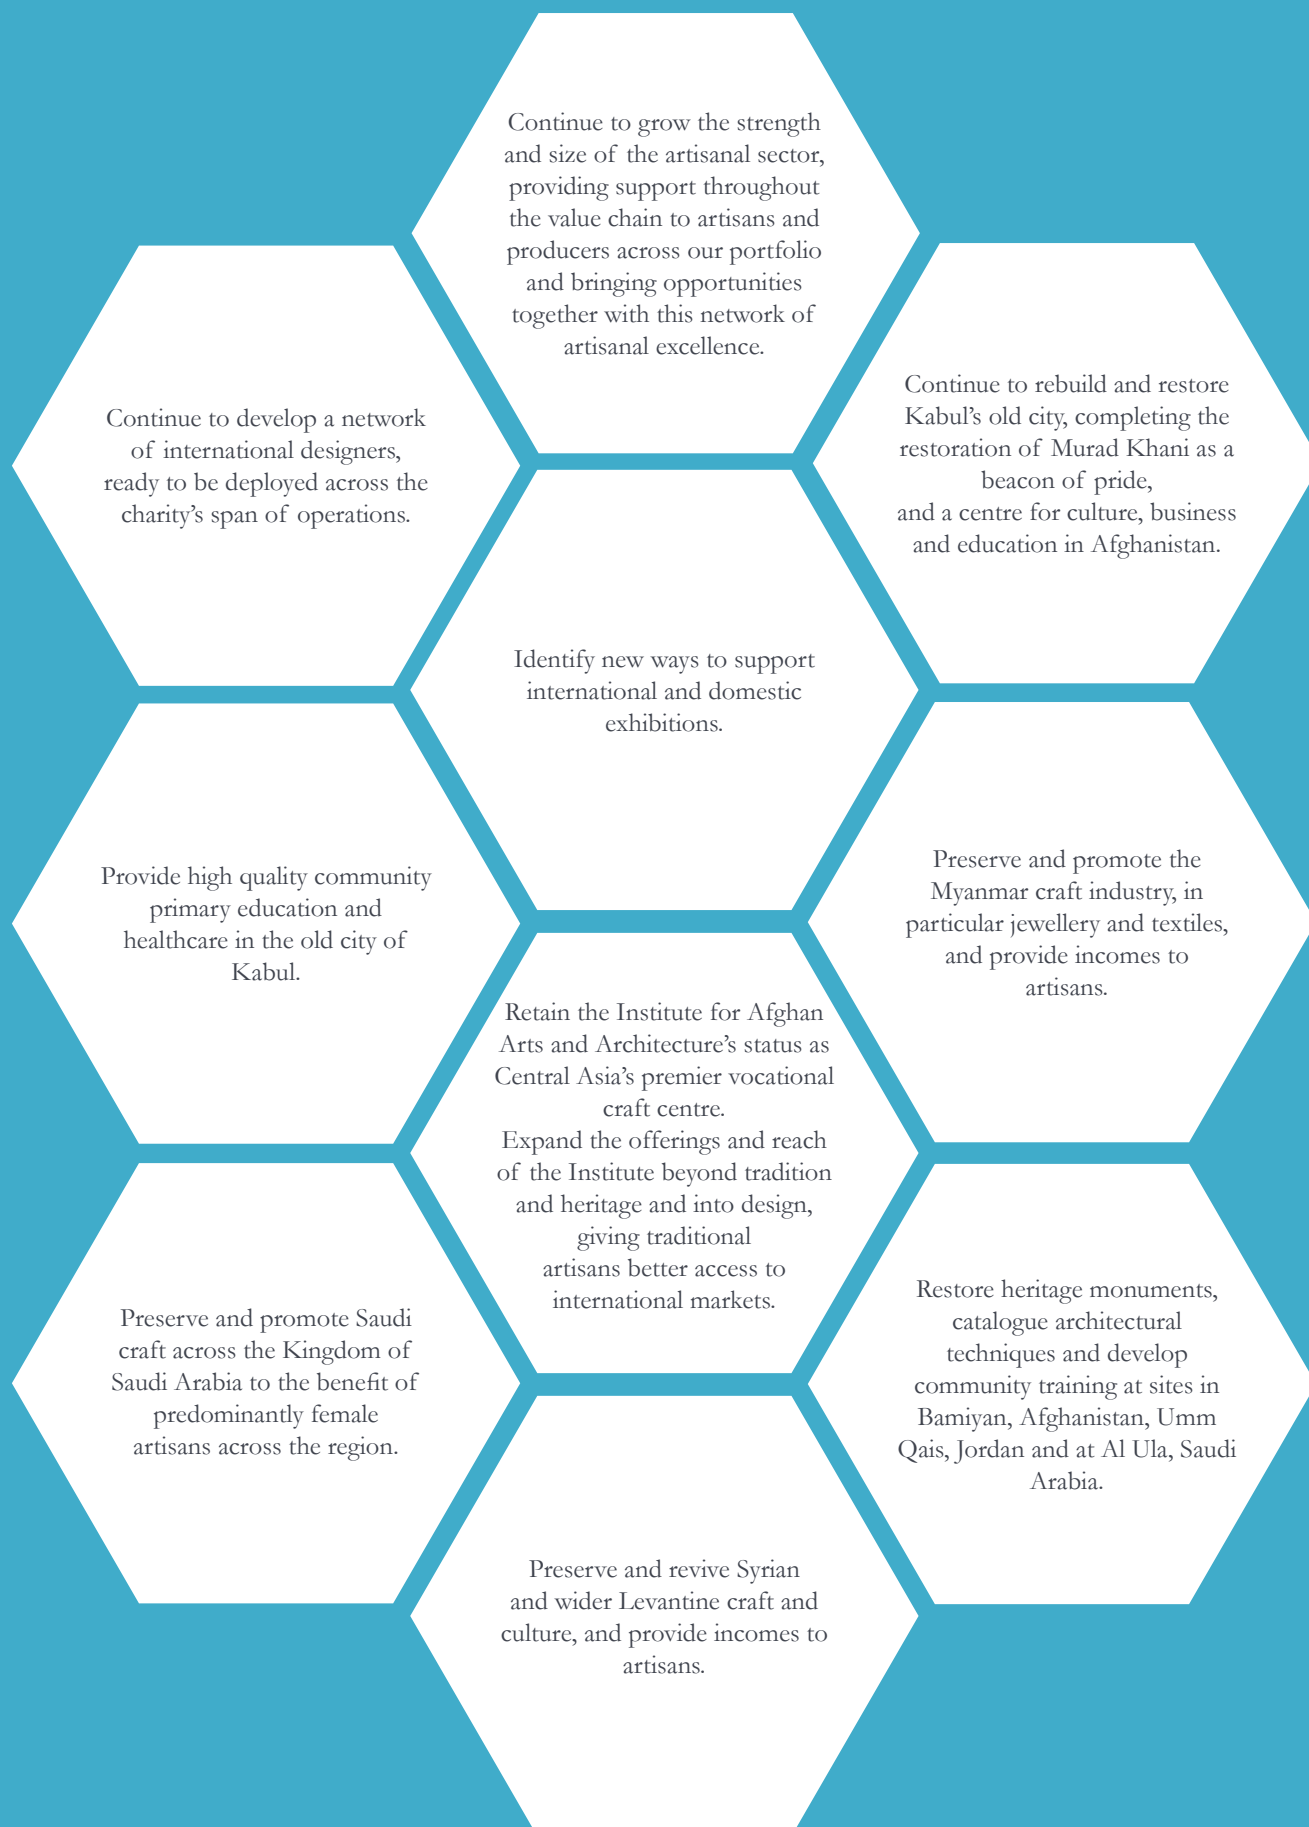 Continue to grow the strength
and size of the artisanal sector,
providing support throughout
the value chain to artisans and
producers across our portfolio
and bringing opportunities
together with this network of
artisanal excellence.
Continue to develop a network
of international designers,
ready to be deployed across the
charity’s span of operations.
Continue to rebuild and restore
Kabul’s old city, completing the
restoration of Murad Khani as a
beacon of pride,
and a centre for culture, business
and education in Afghanistan.
Identify new ways to support
international and domestic
exhibitions.
Provide high quality community
primary education and
healthcare in the old city of
Kabul.
Preserve and promote the
Myanmar craft industry, in
particular jewellery and textiles,
and provide incomes to
artisans.
Retain the Institute for Afghan
Arts and Architecture’s status as
Central Asia’s premier vocational
craft centre.
Expand the offerings and reach
of the Institute beyond tradition
and heritage and into design,
giving traditional
artisans better access to
international markets.
Preserve and promote Saudi
craft across the Kingdom of
Saudi Arabia to the benefit of
predominantly female
artisans across the region.
Restore heritage monuments,
catalogue architectural
techniques and develop
community training at sites in
Bamiyan, Afghanistan, Umm
Qais, Jordan and at Al Ula, Saudi
Arabia.
Preserve and revive Syrian
and wider Levantine craft and
culture, and provide incomes to
artisans.